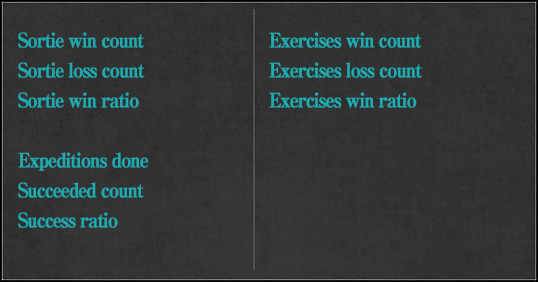 Sortie win count
Sortie loss count
Sortie win ratio
Expeditions done
Succeeded count
Success ratio
Exercises win count
Exercises loss count
Exercises win ratio